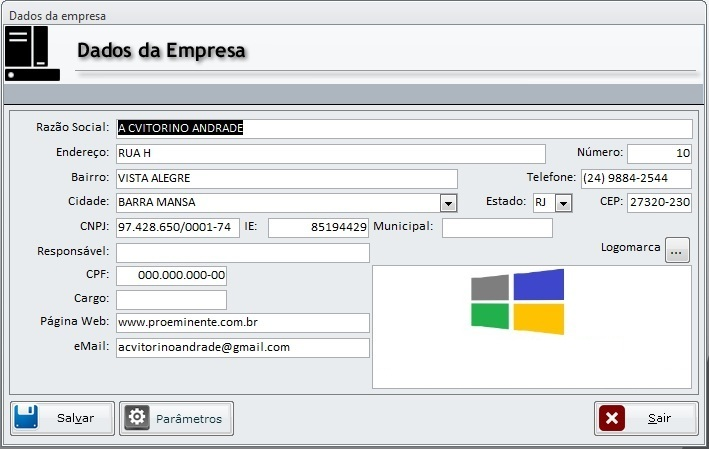 Dados da empresa
Dados da Empresa
Razão Social: A CVITORINO ANDRADE
Endereço: RUA H Número: 10
Bairro: VISTA ALEGRE Telefone: (24) 9884-2544
Cidade: BARRA MANSA Estado: RJ CEP: 27320-230
CNPJ: 97.428.650/0001-74 IE: 85194429 Municipal:
Responsável: Logomarca ...
CPF: 000.000.000-00
Cargo:
Página Web: www.proeminente.com.br
eMail: acvitorinoandrade@gmail.com
Salvar Parâmetros Sair